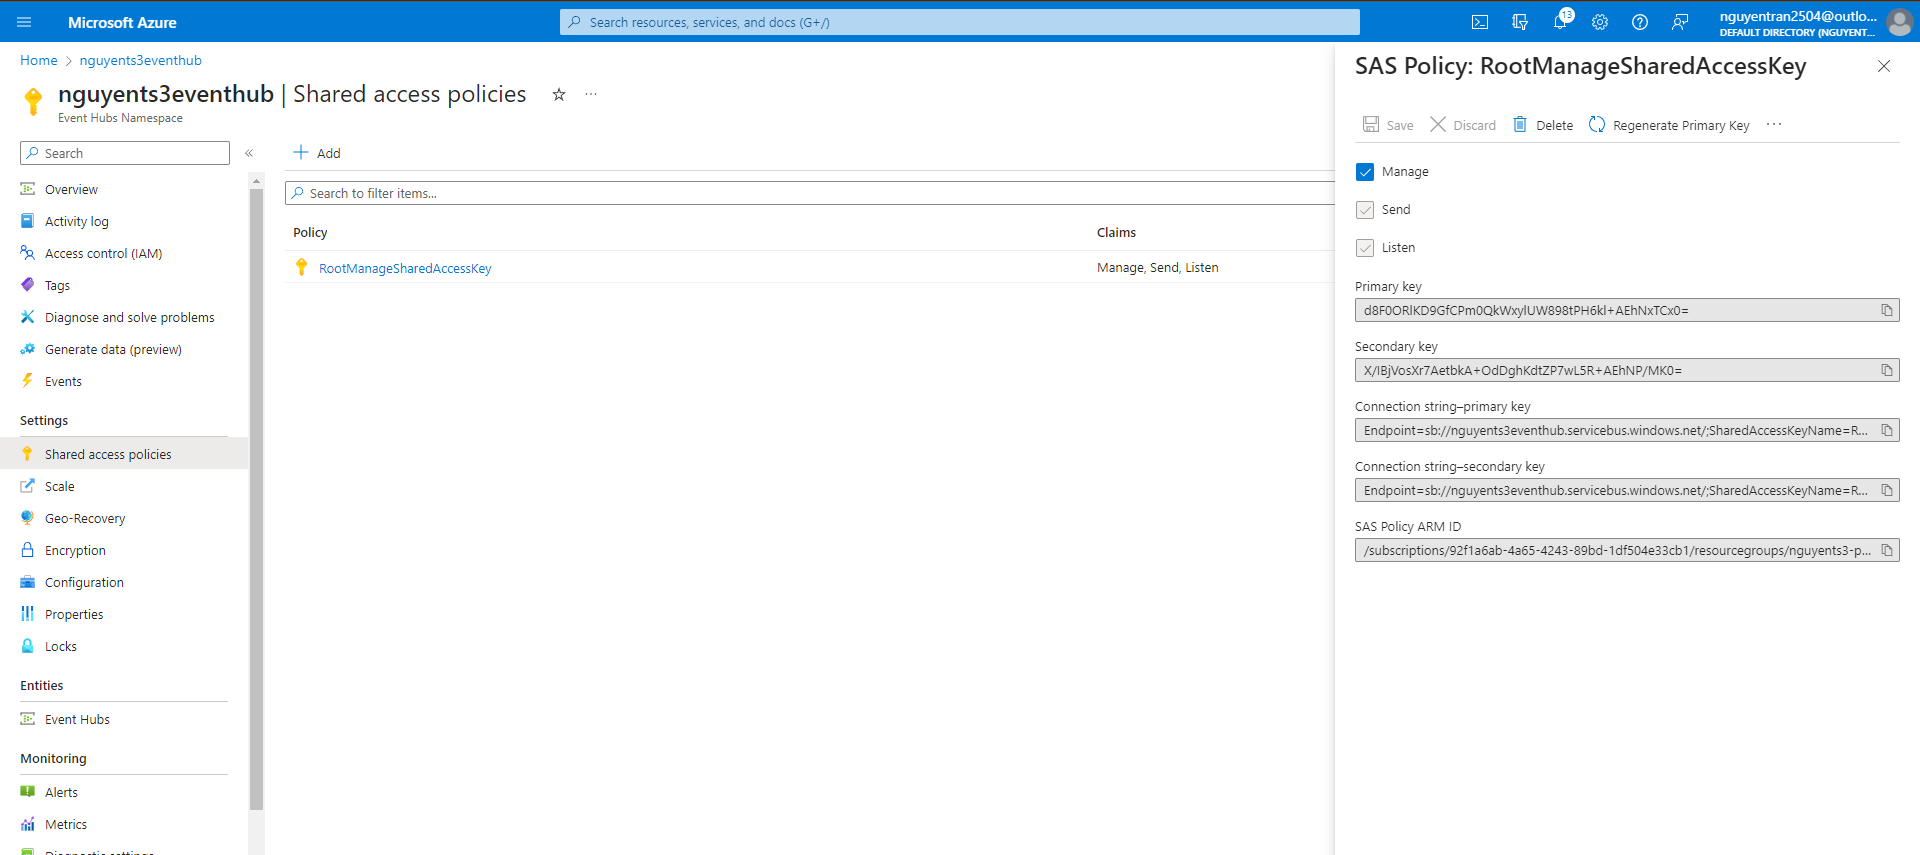 Microsoft Azure
Search resources, services, and docs (G+/)
13
nguyentran2504@outlo...
DEFAULT DIRECTORY (NGUYENT...
Home > nguyents3eventhub
nguyents3eventhub | Shared access policies ...
Event Hubs Namespace
Search
«
Overview
Activity log
Access control (IAM)
Tags
Diagnose and solve problems
Generate data (preview)
Events
Settings
Shared access policies
Scale
Geo-Recovery
Encryption
Configuration
Properties
Locks
Entities
Event Hubs
Monitoring
Alerts
Metrics
Diagnostic settings
Add
Search to filter items...
Policy Claims
RootManageSharedAccessKey Manage, Send, Listen
SAS Policy: RootManageSharedAccessKey
Save Discard Delete Regenerate Primary Key ...
Manage
Send
Listen
Primary key
d8F0ORlKD9GfCPm0QkWxylUW898tPH6kl+AEhNxTCx0=
Secondary key
X/IBjVosXr7AetbkA+OdDghKdtZP7wL5R+AEhNP/MK0=
Connection string–primary key
Endpoint=sb://nguyents3eventhub.servicebus.windows.net/;SharedAccessKeyName=R...
Connection string–secondary key
Endpoint=sb://nguyents3eventhub.servicebus.windows.net/;SharedAccessKeyName=R...
SAS Policy ARM ID
/subscriptions/92f1a6ab-4a65-4243-89bd-1df504e33cb1/resourcegroups/nguyents3-p...